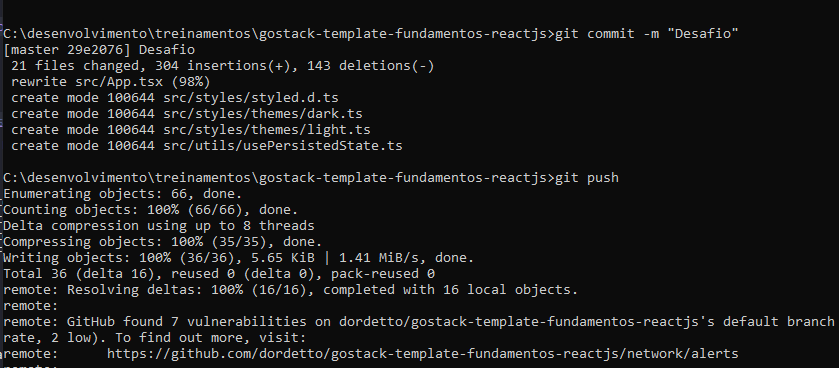 C:\desenvolvimento\treinamentos\gostack-template-fundamentos-reactjs>git commit -m "Desafio"
[master 29e2076] Desafio
 21 files changed, 304 insertions(+), 143 deletions(-)
 rewrite src/App.tsx (98%)
 create mode 100644 src/styles/styled.d.ts
 create mode 100644 src/styles/themes/dark.ts
 create mode 100644 src/styles/themes/light.ts
 create mode 100644 src/utils/usePersistedState.ts
C:\desenvolvimento\treinamentos\gostack-template-fundamentos-reactjs>git push
Enumerating objects: 66, done.
Counting objects: 100% (66/66), done.
Delta compression using up to 8 threads
Compressing objects: 100% (35/35), done.
Writing objects: 100% (36/36), 5.65 KiB | 1.41 MiB/s, done.
Total 36 (delta 16), reused 0 (delta 0), pack-reused 0
remote: Resolving deltas: 100% (16/16), completed with 16 local objects.
remote:
remote: GitHub found 7 vulnerabilities on dordetto/gostack-template-fundamentos-reactjs's default branch
rate, 2 low). To find out more, visit:
remote:      https://github.com/dordetto/gostack-template-fundamentos-reactjs/network/alerts